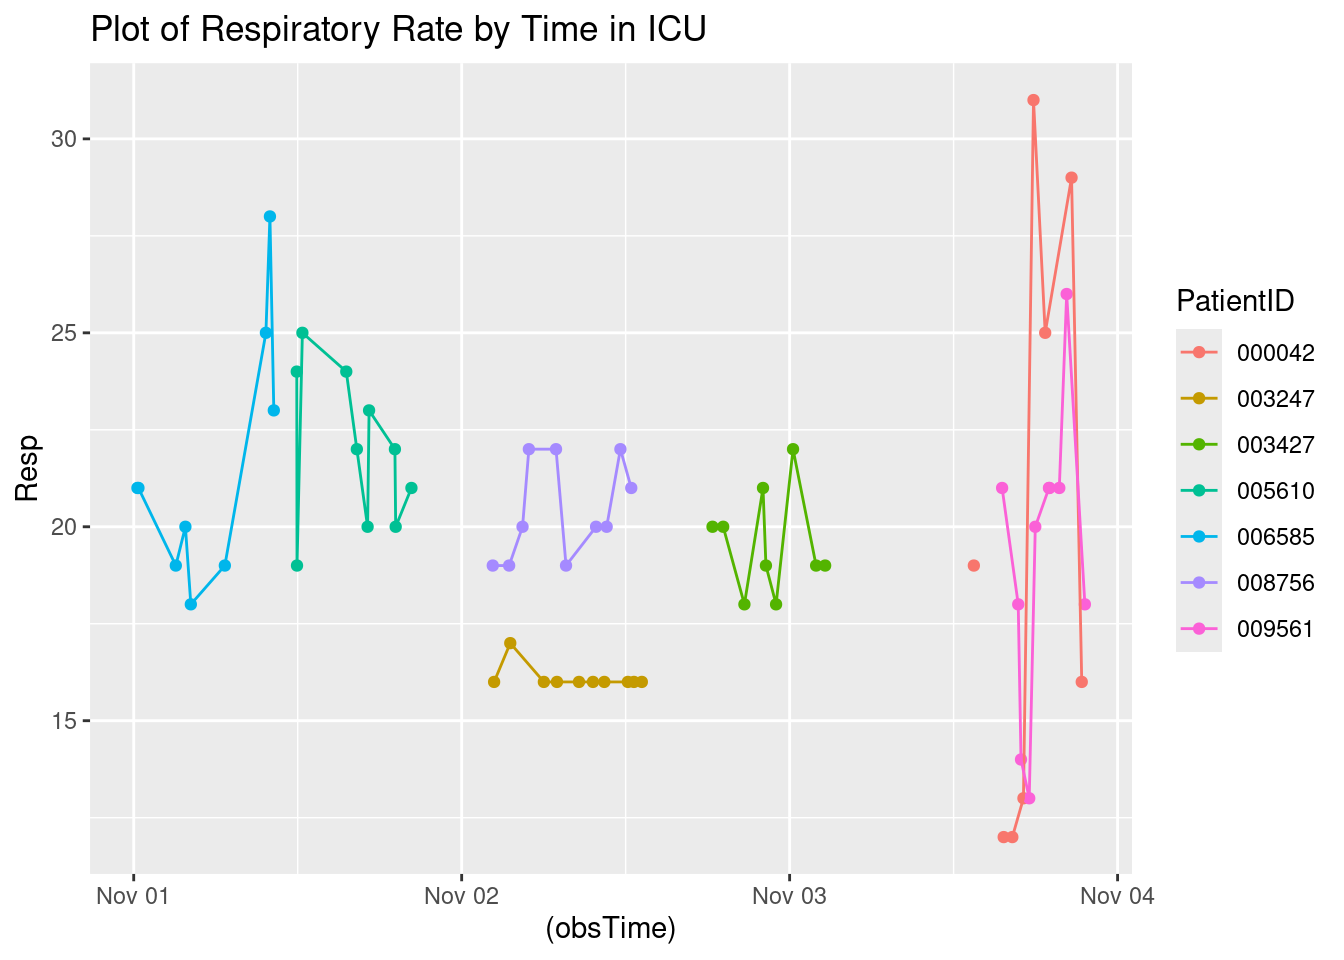 Plot of Respiratory Rate by Time in ICU
30
25
20
15
Resp
Nov 01
Nov 02
Nov 03
Nov 04
(obsTime)
PatientID
000042
003247
003427
005610
006585
008756
009561